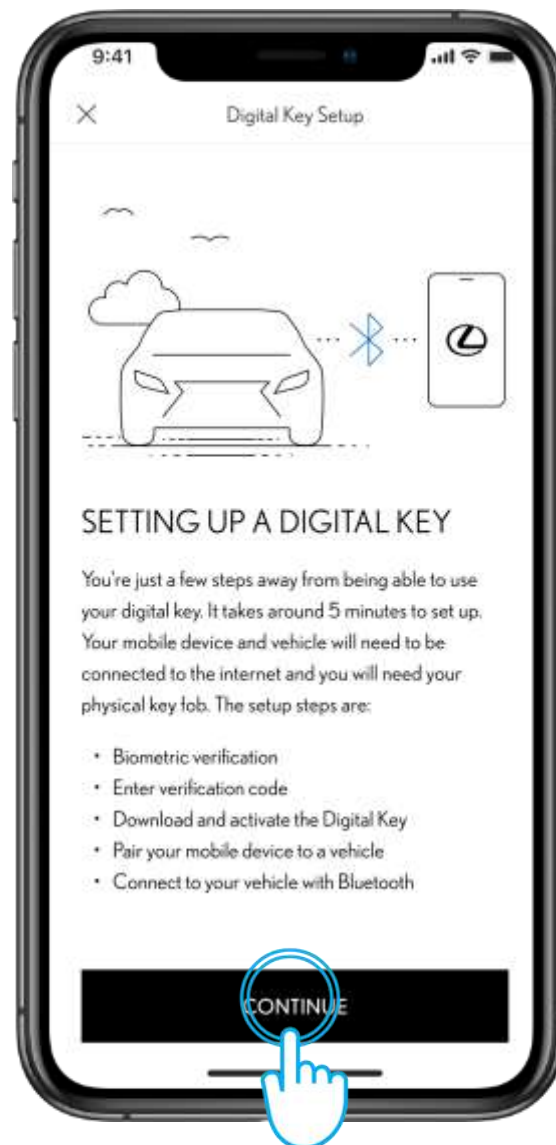 9:41
Digital Key Setup
SETTING UP A DIGITAL KEY
You're just a few steps away from being able to use
your digital key. It takes around 5 minutes to set up.
Your mobile device and vehicle will need to be
connected to the internet and you will need your
physical key fob. The setup steps are:
• Biometric verification
• Enter verification code
• Download and activate the Digital Key
• Pair your mobile device to a vehicle
• Connect to your vehicle with Bluetooth
CONTINUE